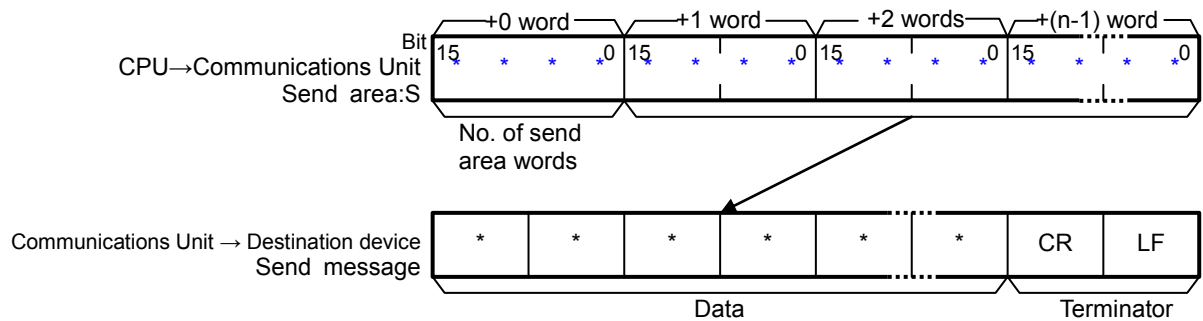 +0 word +1 word +2 words +(n-1) word
Bit
15 0 15 0 15 0 15 0
CPU→Communications Unit * * * * * * * * * * * * * * * *
Send area:S
No. of send
area words
Communications Unit → Destination device * * * * * * CR LF
Send message
Data Terminator